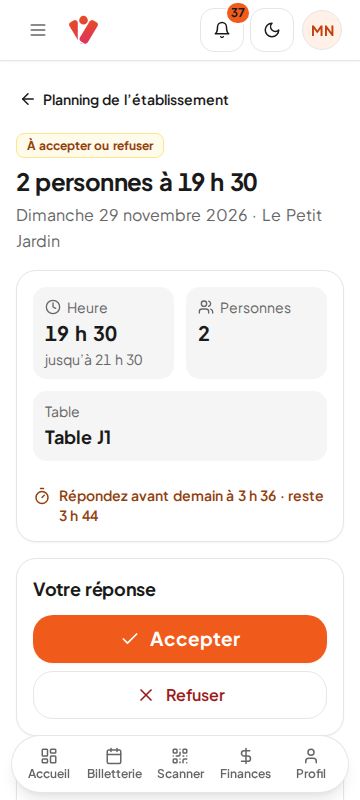 37
MN
Planning de l'établissement
À accepter ou refuser
2 personnes à 19 h 30
Dimanche 29 novembre 2026 · Le Petit
Jardin
Heure
19 h 30
jusqu'à 21 h 30
Personnes
2
Table
Table J1
Répondez avant demain à 3 h 36 · reste
3 h 44
Votre réponse
Accepter
Refuser
Accueil
Billetterie
Scanner
Finances
Profil